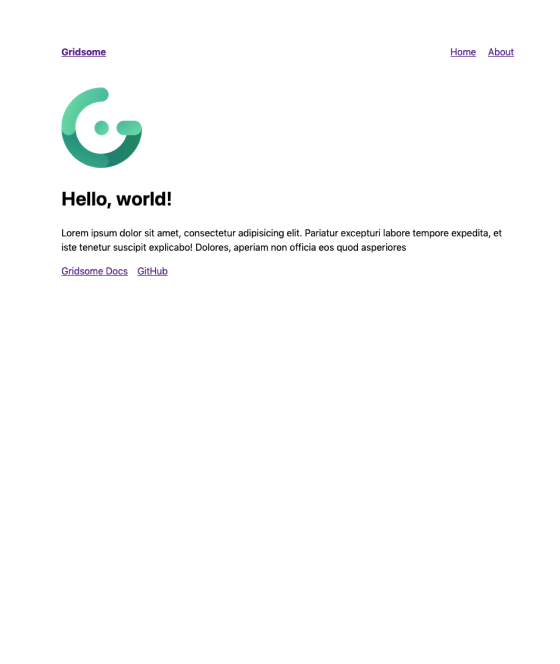 Gridsome
Home About
Hello, world!
Lorem ipsum dolor sit amet, consectetur adipisicing elit. Pariatur excepturi labore tempore expedita, et
iste tenetur suscipit explicabo! Dolores, aperiam non officia eos quod asperiores
Gridsome Docs GitHub